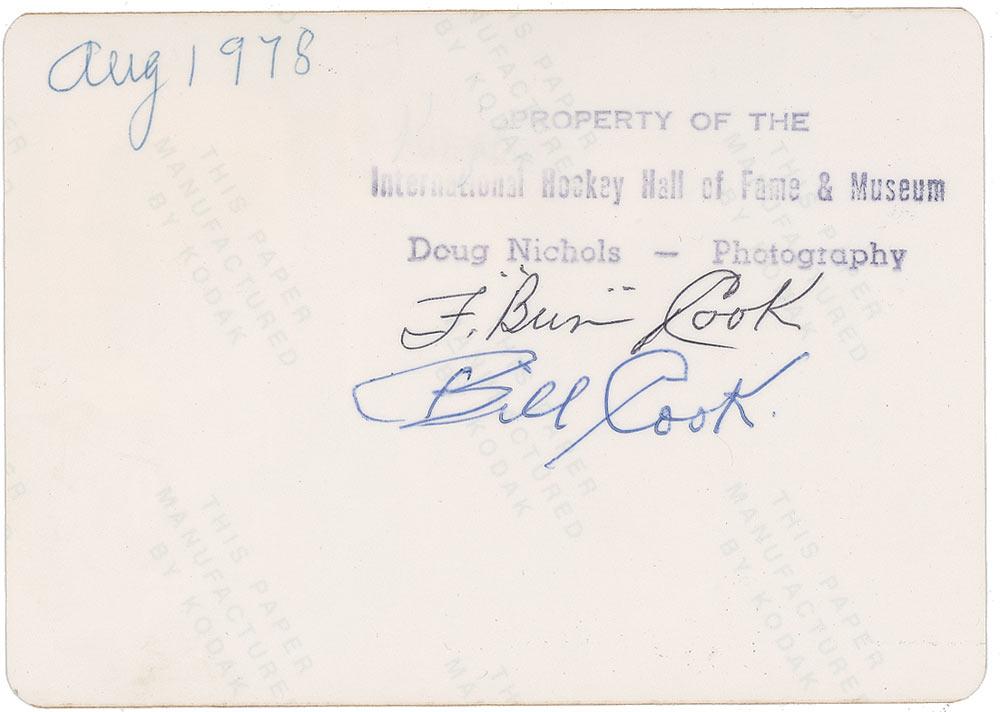 Aug 1978
PROPERTY OF THE
International Hockey Hall of Fame & Museum
Doug Nichols — Photography
F. "Bun" Cook
Bill Cook.
THIS PAPER
MANUFACTURED
BY KODAK